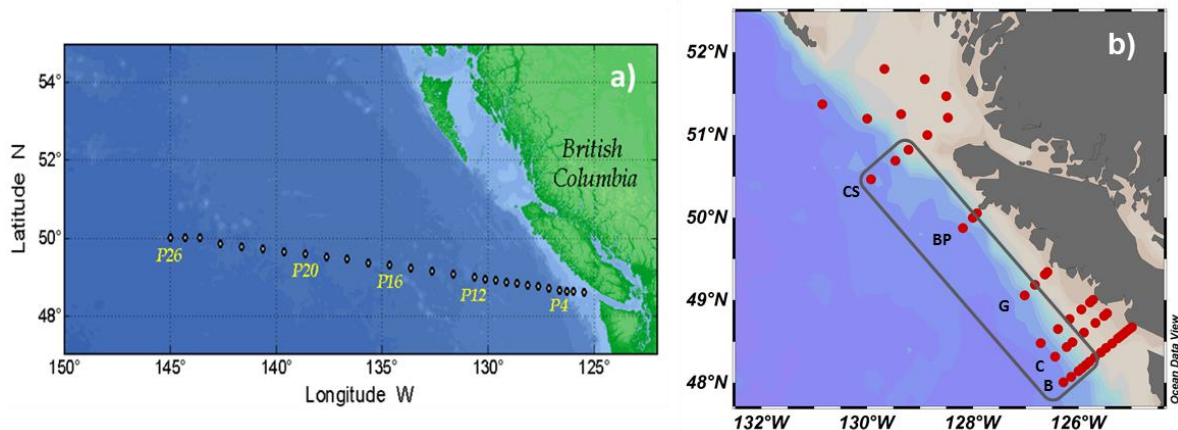 a)
54°
52°
50°
48°
Latitude N
British
Columbia
P26
P20
P16
P12
P4
150°
145°
140°
135°
130°
125°
Longitude W
b)
52°N
51°N
50°N
49°N
48°N
CS
BP
G
C
B
132°W
130°W
128°W
126°W
Ocean Data View